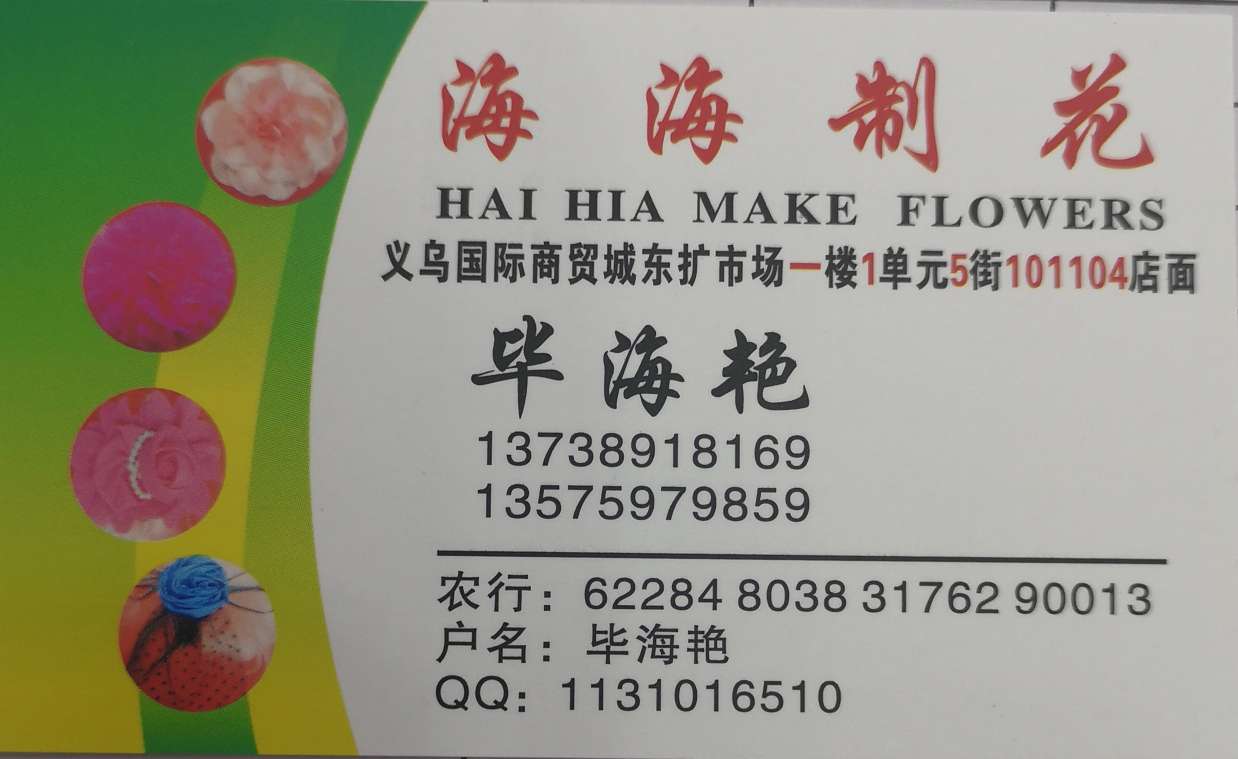 海海制花
HAI HIA MAKE FLOWERS
义乌国际商贸城东扩市场一楼1单元5街101104店面
毕海艳
13738918169
13575979859
农行：62284 8038 31762 90013
户名：毕海艳
QQ：1131016510